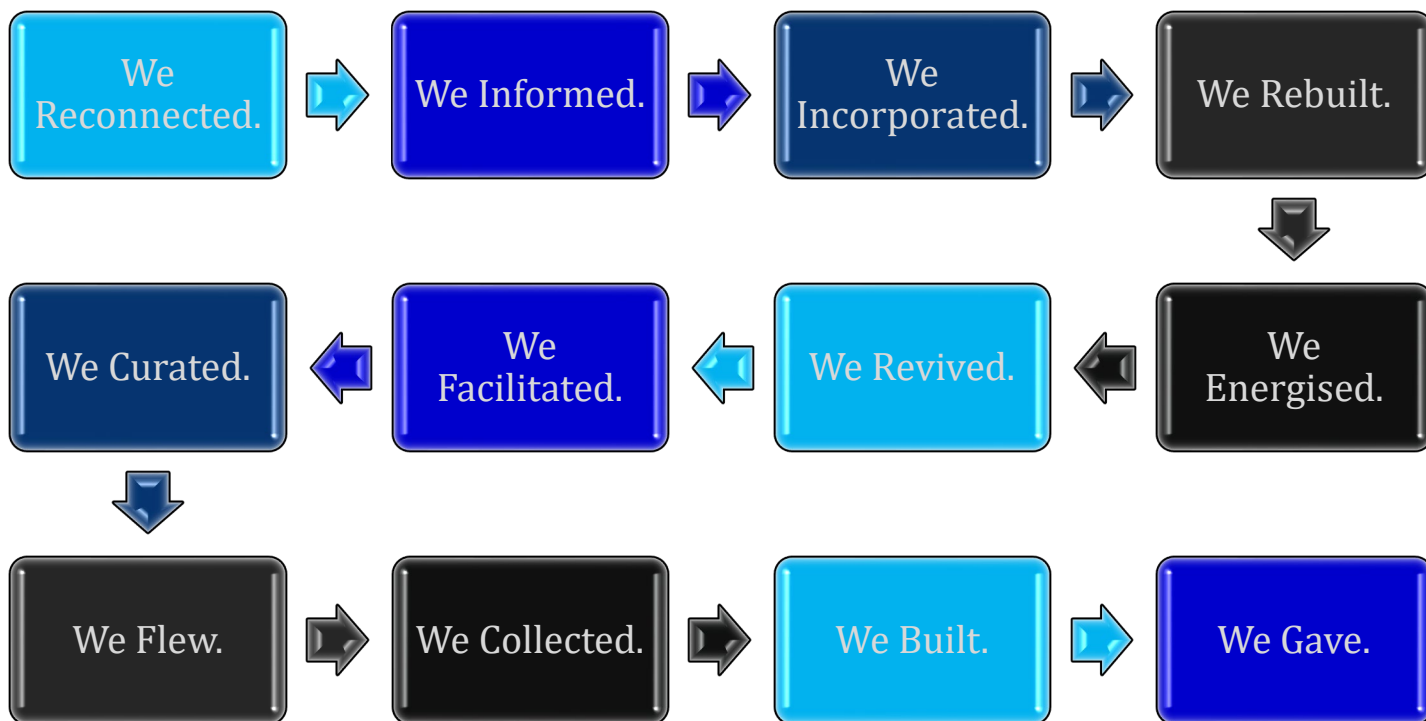 We
Reconnected.
We Informed.
We
Incorporated.
We Rebuilt.
We
Energised.
We Revived.
We
Facilitated.
We Curated.
We Flew.
We Collected.
We Built.
We Gave.